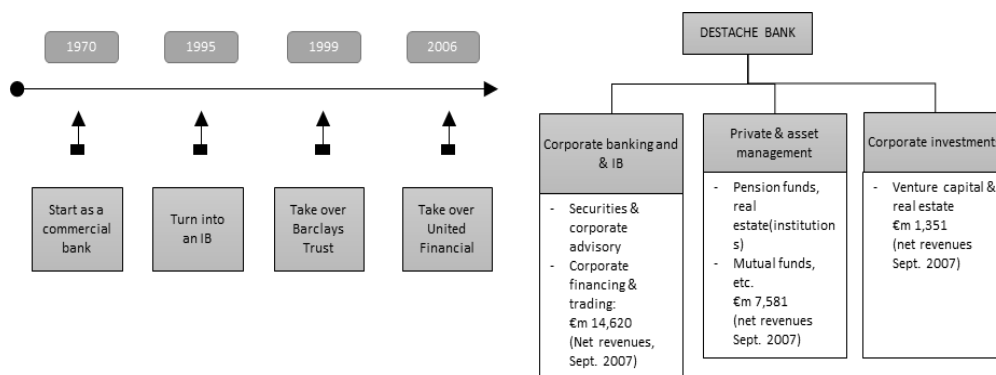 1970
1995
1999
2006
Start as a
commercial
bank
Turn into
an IB
Take over
Barclays
Trust
Take over
United
Financial
DESTACHE BANK
Corporate banking and
& IB
- Securities &
corporate
advisory
- Corporate
financing &
trading:
€m 14,620
(Net revenues,
Sept. 2007)
Private & asset
management
- Pension funds,
real
estate(institution
s)
- Mutual funds,
etc.
€m 7,581
(net revenues
Sept. 2007)
Corporate investment
- Venture capital &
real estate
€m 1,351
(net revenues
Sept. 2007)